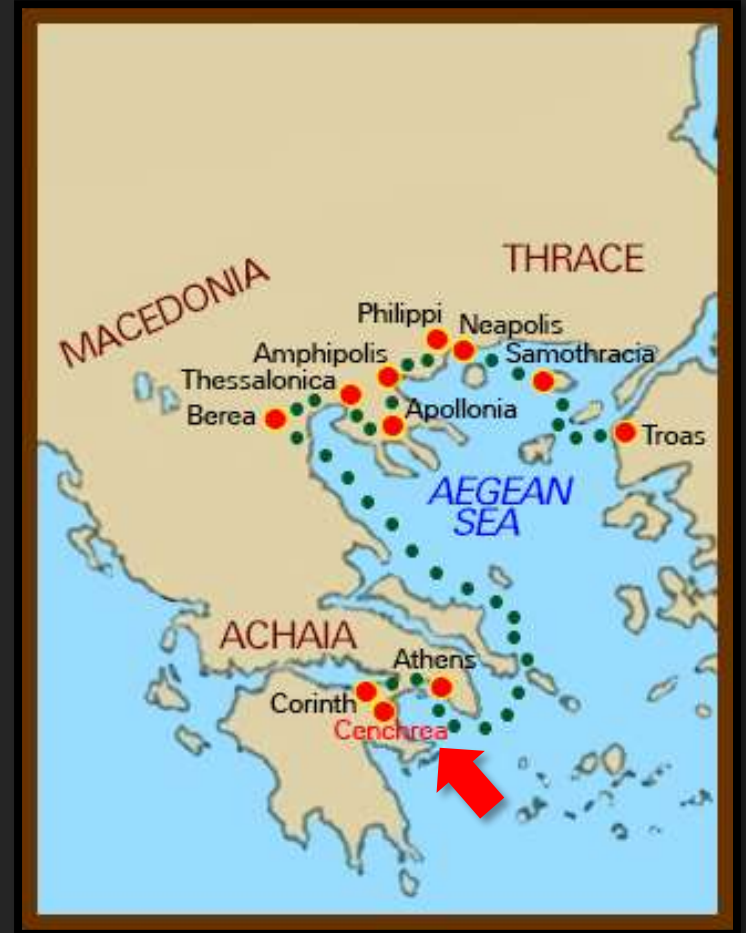 THRACE
MACEDONIA
Philippi
Neapolis
Amphipolis
Samothracia
Thessalonica
Berea
Apollonia
Troas
AEGEAN
SEA
ACHAIA
Athens
Corinth
Cenchrea